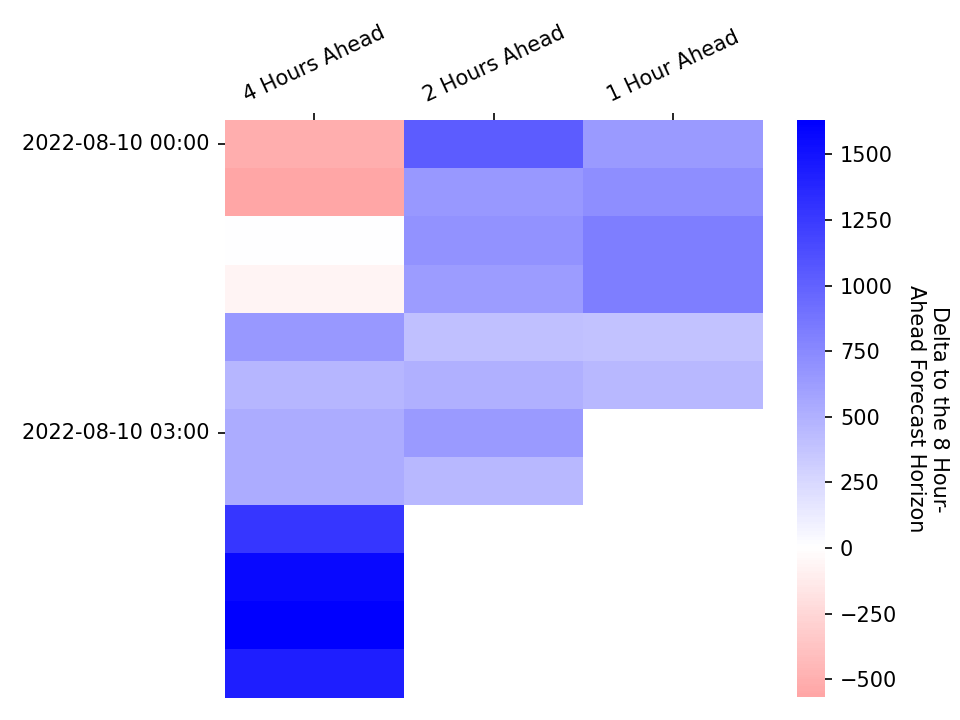 4 Hours Ahead
2 Hours Ahead
1 Hour Ahead
2022-08-10 00:00
2022-08-10 03:00
1500
1250
1000
750
500
250
0
−250
−500
Delta to the 8 Hour-
Ahead Forecast Horizon